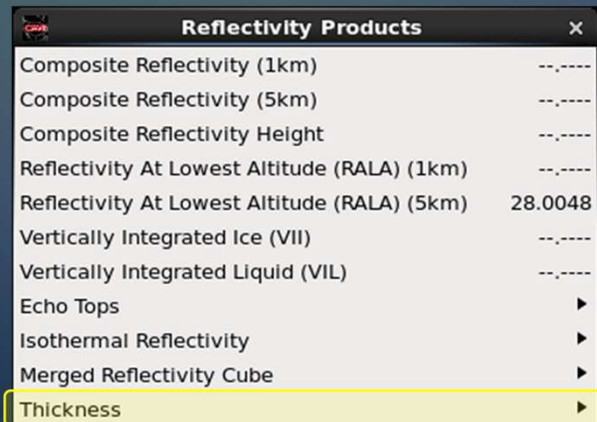 Reflectivity Products ×
Composite Reflectivity (1km) --.----
Composite Reflectivity (5km) --.----
Composite Reflectivity Height --.----
Reflectivity At Lowest Altitude (RALA) (1km) --.----
Reflectivity At Lowest Altitude (RALA) (5km) 28.0048
Vertically Integrated Ice (VII) --.----
Vertically Integrated Liquid (VIL) --.----
Echo Tops
Isothermal Reflectivity
Merged Reflectivity Cube
Thickness